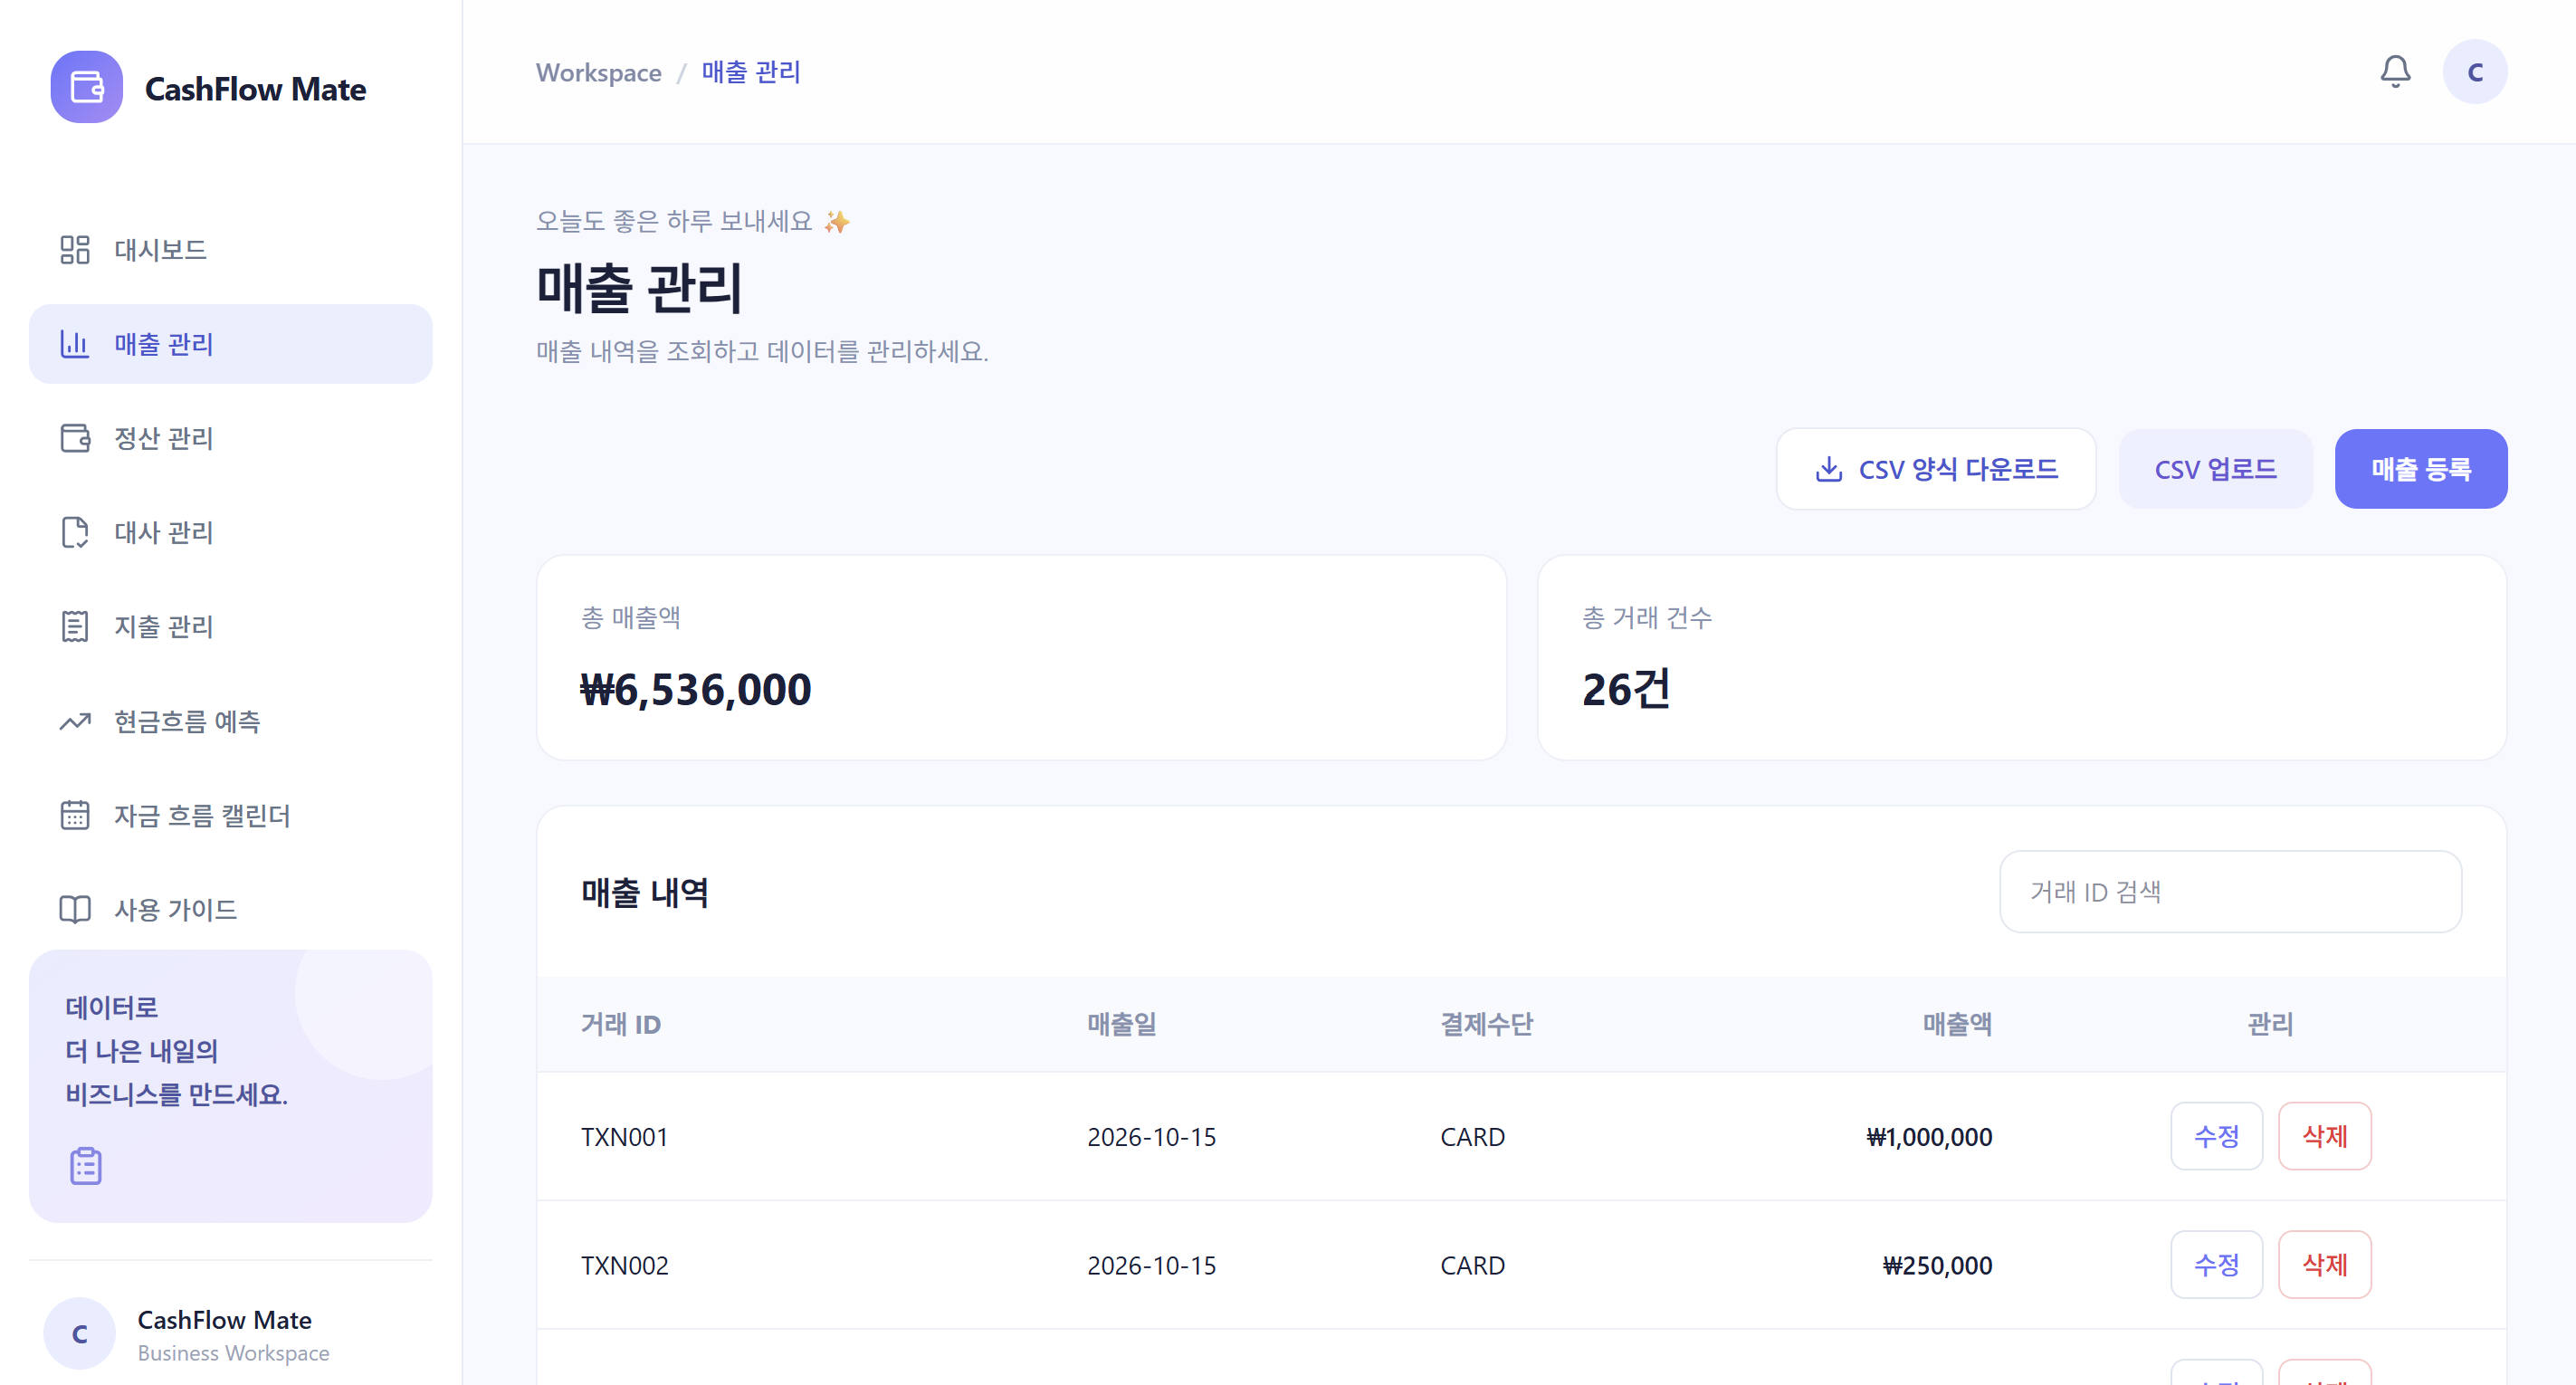 CashFlow Mate
대시보드
매출 관리
정산 관리
대사 관리
지출 관리
현금흐름 예측
자금 흐름 캘린더
사용 가이드
데이터로
더 나은 내일의
비즈니스를 만드세요.
C
CashFlow Mate
Business Workspace
Workspace / 매출 관리
C
오늘도 좋은 하루 보내세요 ✨
매출 관리
매출 내역을 조회하고 데이터를 관리하세요.
CSV 양식 다운로드
CSV 업로드
매출 등록
총 매출액
₩6,536,000
총 거래 건수
26건
매출 내역
거래 ID 검색
거래 ID 매출일 결제수단 매출액 관리
TXN001 2026-10-15 CARD ₩1,000,000 수정 삭제
TXN002 2026-10-15 CARD ₩250,000 수정 삭제